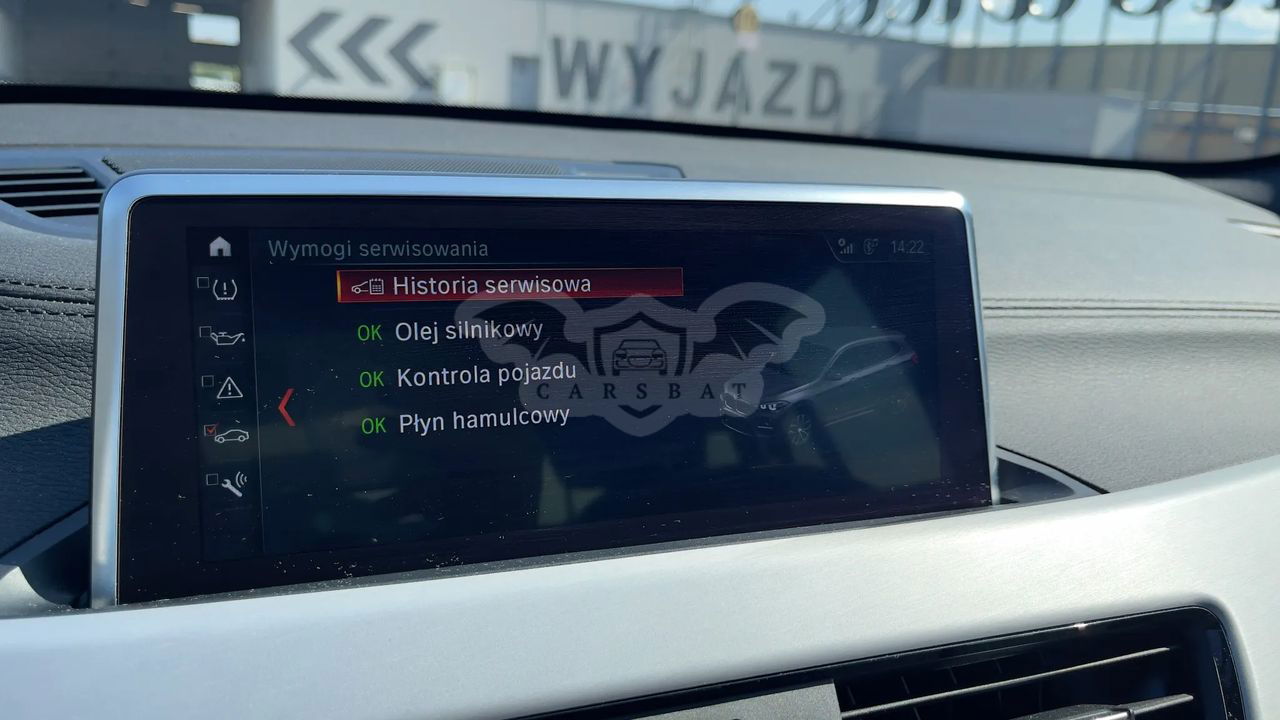 WYJAZD
Wymogi serwisowania
14:22
Historia serwisowa
OK Olej silnikowy
OK Kontrola pojazdu
OK Płyn hamulcowy
CARSBAT